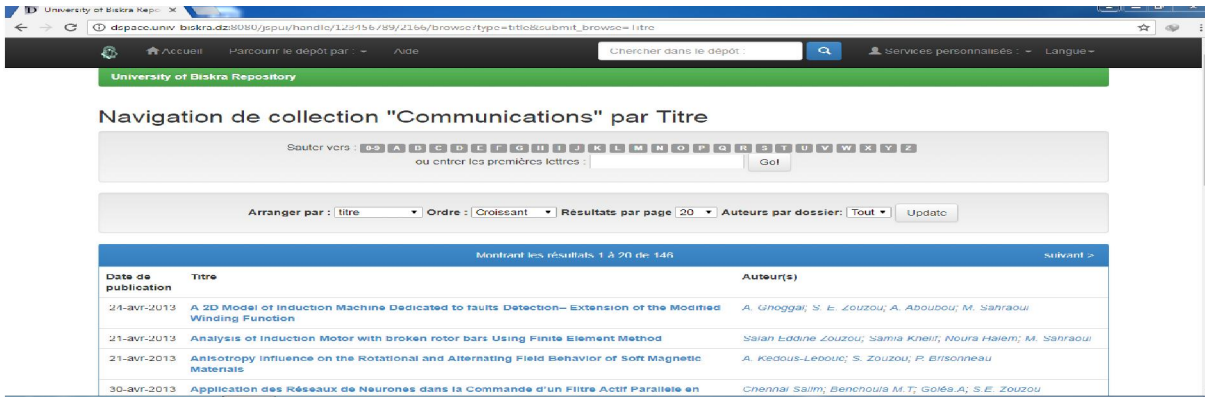 University of Biskra Repo
dspace.univ-biskra.dz:8080/jspui/handle/123456789/2166/browse?type=title&submit_browse=Titre
Accueil Parcourir le dépôt par : Aide Chercher dans le dépôt : Services personnalisés : Langue
University of Biskra Repository
Navigation de collection "Communications" par Titre
Sauter vers : 0-9 A B C D E F G H I J K L M N O P Q R S T U V W X Y Z
ou entrer les premières lettres : Go!
Arranger par : titre Ordre : Croissant Résultats par page 20 Auteurs par dossier: Tout Update
Montrant les résultats 1 à 20 de 146 suivant >
Date de publication Titre Auteur(s)
24-avr-2013 A 2D Model of Induction Machine Dedicated to faults Detection– Extension of the Modified A. Ghoggal; S. E. Zouzou; A. Aboubou; M. Sahraoui
Winding Function
21-avr-2013 Analysis of Induction Motor with broken rotor bars Using Finite Element Method Salah Eddine Zouzou; Samia Khelif; Noura Halem; M. Sahraoui
21-avr-2013 Anisotropy Influence on the Rotational and Alternating Field Behavior of Soft Magnetic A. Kedous-Lebouc; S. Zouzou; P. Brisonneau
Materials
30-avr-2013 Application des Réseaux de Neurones dans la Commande d'un Filtre Actif Parallele en Chennai Salim; Benchouia M.T; Goléa.A; S.E. Zouzou